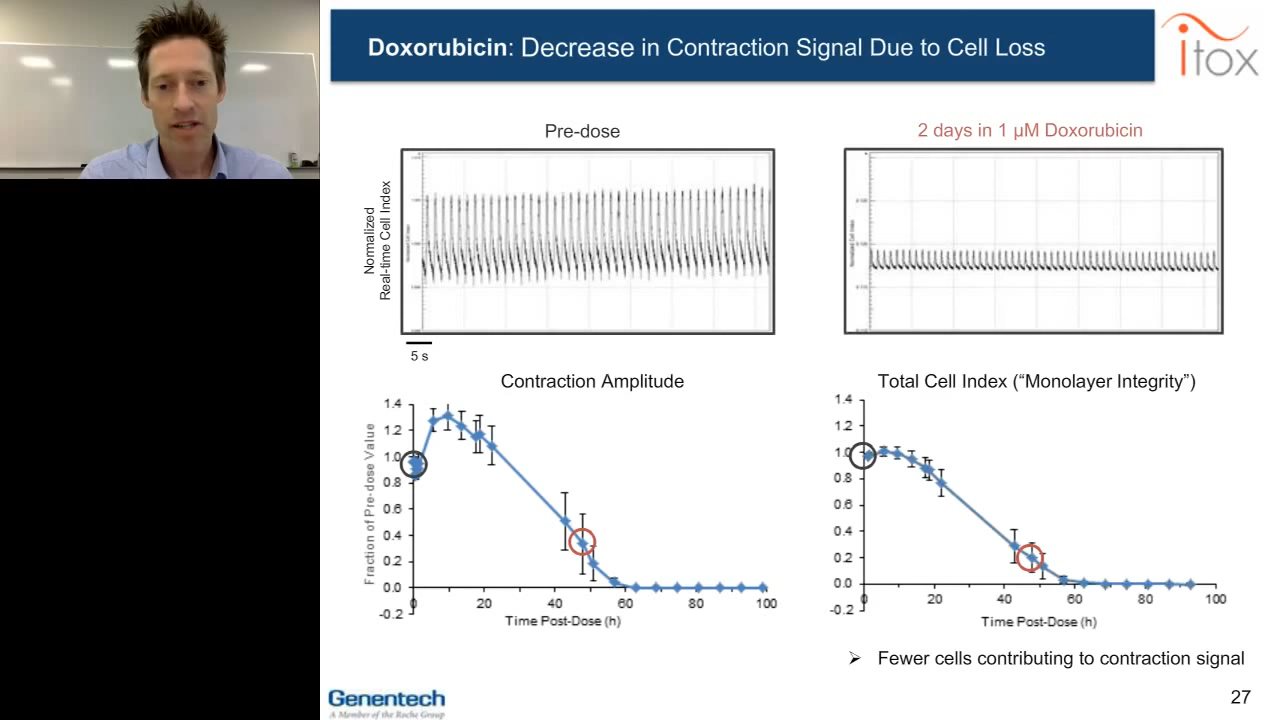 Doxorubicin: Decrease in Contraction Signal Due to Cell Loss
itox
Pre-dose
2 days in 1 µM Doxorubicin
Normalized
Real-time Cell Index
Normalized Cell Index
5 s
Contraction Amplitude
Total Cell Index (“Monolayer Integrity”)
Fraction of Pre-dose Value
1.4
1.2
1.0
0.8
0.6
0.4
0.2
0.0
-0.2
0 20 40 60 80 100
Time Post-Dose (h)
1.4
1.2
1.0
0.8
0.6
0.4
0.2
0.0
-0.2
0 20 40 60 80 100
Time Post-Dose (h)
➢ Fewer cells contributing to contraction signal
Genentech
A Member of the Roche Group
27